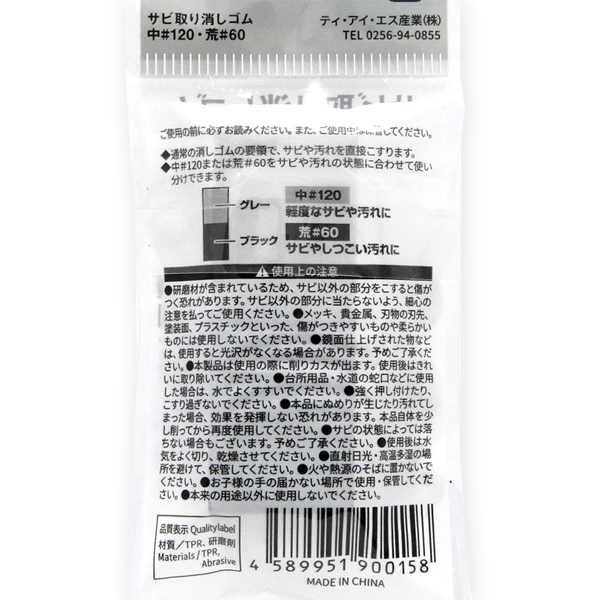 サビ取り消しゴム
中#120・荒#60
ティ・アイ・エス産業(株)
TEL 0256-94-0855
ご使用の前に必ずお読みください。また、ご使用中は保管してください。
◆通常の消しゴムの要領で、サビや汚れを直接こすります。
◆中#120または荒#60をサビや汚れの状態に合わせて使い
分けできます。
グレー
中#120
軽度なサビや汚れに
ブラック
荒#60
サビやしつこい汚れに
⚠使用上の注意
●研磨材が含まれているため、サビ以外の部分をこすると傷が
つく恐れがあります。サビ以外の部分に当たらないよう、細心の
注意を払ってご使用ください。●メッキ、貴金属、刃物の刃先、
塗装面、プラスチックといった、傷がつきやすいものや柔らかい
ものには使用しないでください。●鏡面仕上げされた物など
は、使用すると光沢がなくなる場合があります。予めご了承くだ
●本製品は使用の際に削りカスが出ます。使用後はきれ
いに取り除いてください。●台所用品・水道の蛇口などに使用
した場合は、水でよくすすいでください。●強く押し付けたり、
こすり過ぎないでください。●本品にぬめりが生じたり汚れてし
まった場合、効果を発揮しない恐れがあります。本品自体を少
し削ってから再度使用してください。●サビの状態によっては落
ちない場合もございます。予めご了承ください。●使用後は水
気をよく切り、乾燥させてください。●直射日光・高温多湿の場
所を避けて、保管してください。●火や熱源のそばに置かないで
ください。●お子様の手の届かない場所で使用・保管してくだ
●本来の用途以外に使用しないでください。
品質表示 Quality label
材質/TPR、研磨剤
Materials / TPR,
Abrasive
4 589951 900158
MADE IN CHINA